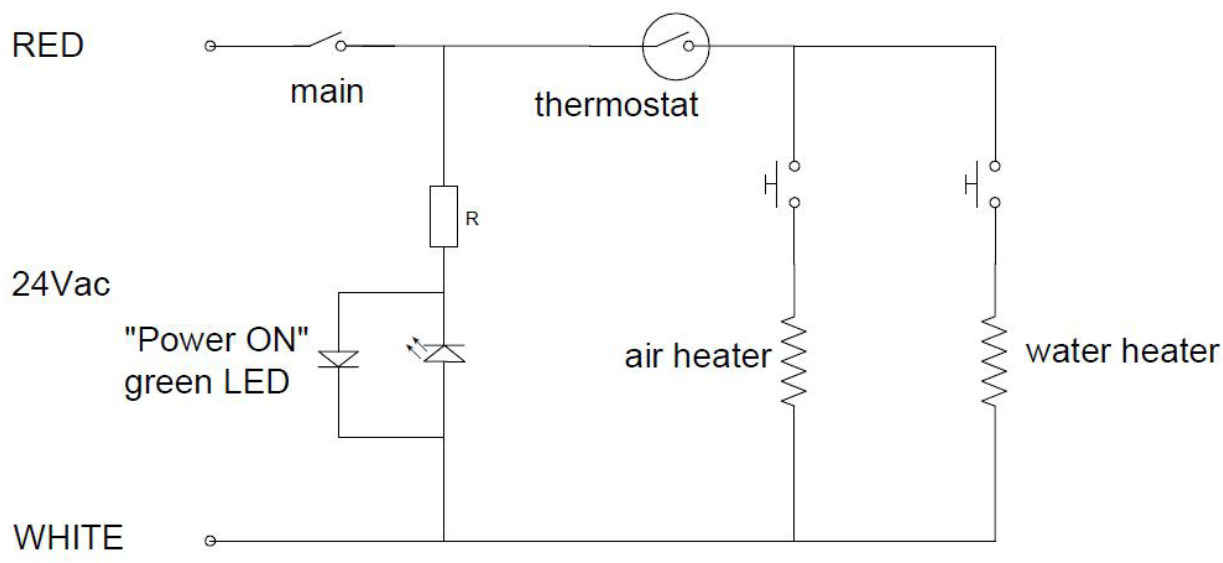 RED
main
thermostat
R
24Vac
"Power ON"
green LED
air heater
water heater
WHITE